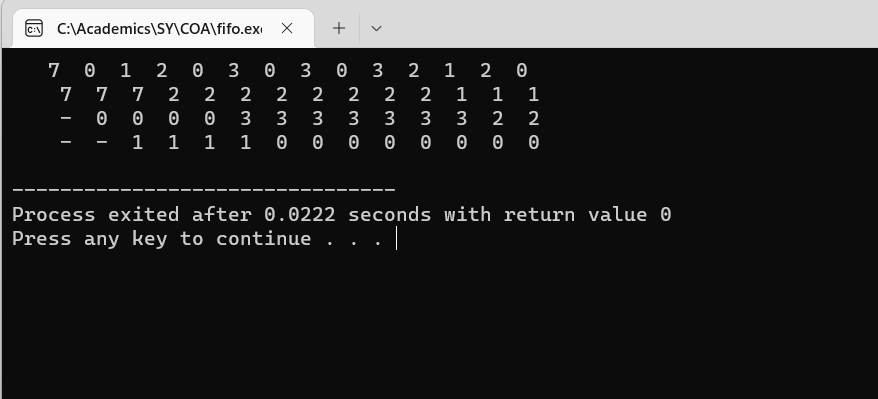 C:\Academics\SY\COA\fifo.ex
7 0 1 2 0 3 0 3 0 3 2 1 2 0
7 7 7 2 2 2 2 2 2 2 2 1 1 1
- 0 0 0 0 3 3 3 3 3 3 3 2 2
- - 1 1 1 1 0 0 0 0 0 0 0 0
--------------------------------
Process exited after 0.0222 seconds with return value 0
Press any key to continue . . .